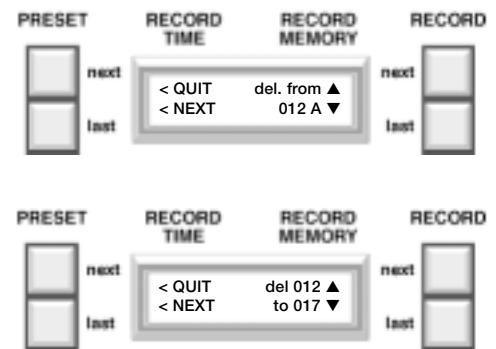 PRESET RECORD TIME RECORD MEMORY RECORD
next next
< QUIT del. from ▲
< NEXT 012 A ▼
last last
PRESET RECORD TIME RECORD MEMORY RECORD
next next
< QUIT del 012 ▲
< NEXT to 017 ▼
last last